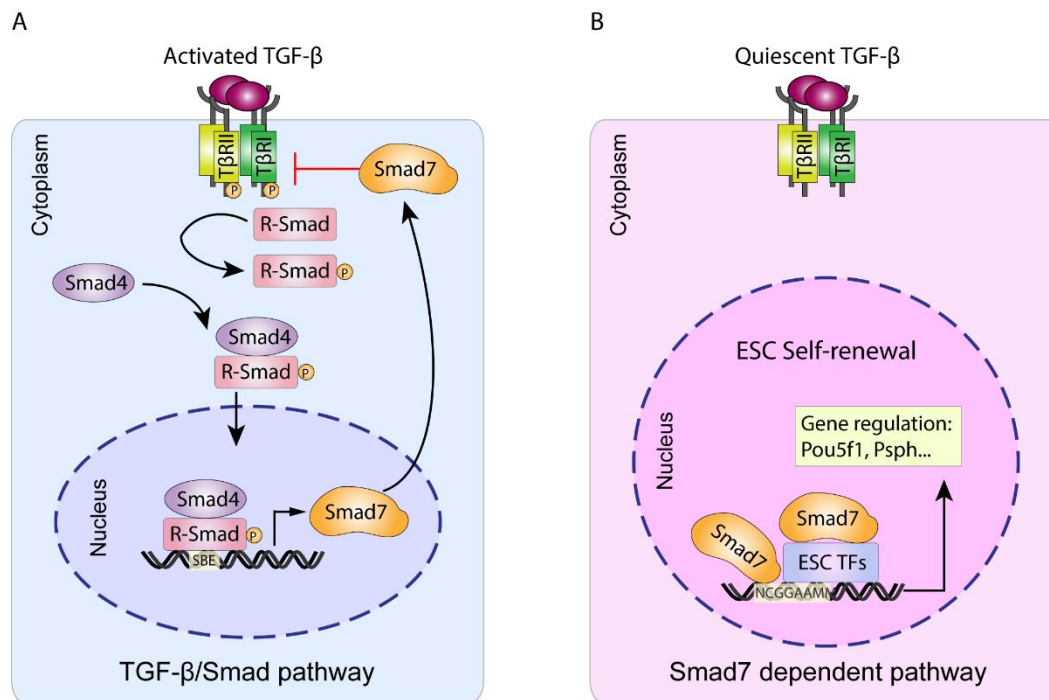 A
Activated TGF-β
Cytoplasm
TβRII
TβRI
P
P
Smad7
R-Smad
R-Smad
P
Smad4
Smad4
R-Smad
P
Nucleus
Smad4
R-Smad
P
SBE
Smad7
TGF-β/Smad pathway
B
Quiescent TGF-β
Cytoplasm
TβRII
TβRI
ESC Self-renewal
Nucleus
Gene regulation:
Pou5f1, Psph...
Smad7
Smad7
ESC TFs
NCGGAAMN
Smad7 dependent pathway